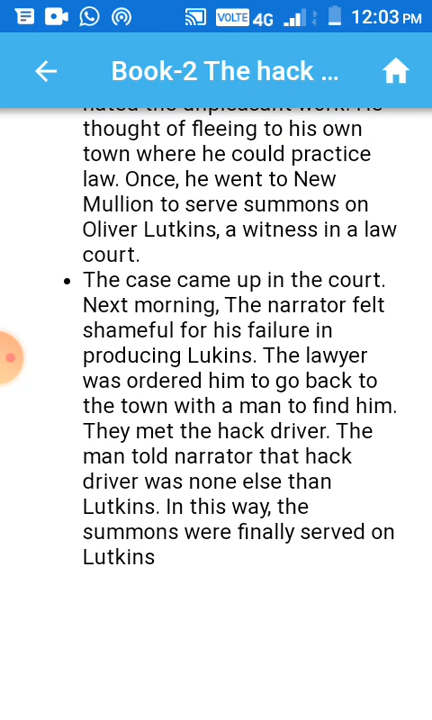 VOLTE 4G 12:03 PM
Book-2 The hack ...
thought of fleeing to his own
town where he could practice
law. Once, he went to New
Mullion to serve summons on
Oliver Lutkins, a witness in a law
court.
• The case came up in the court.
Next morning, The narrator felt
shameful for his failure in
producing Lukins. The lawyer
was ordered him to go back to
the town with a man to find him.
They met the hack driver. The
man told narrator that hack
driver was none else than
Lutkins. In this way, the
summons were finally served on
Lutkins